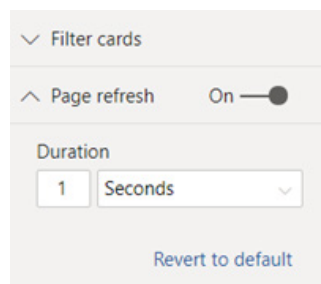 Filter cards
Page refresh On
Duration
1 Seconds
Revert to default